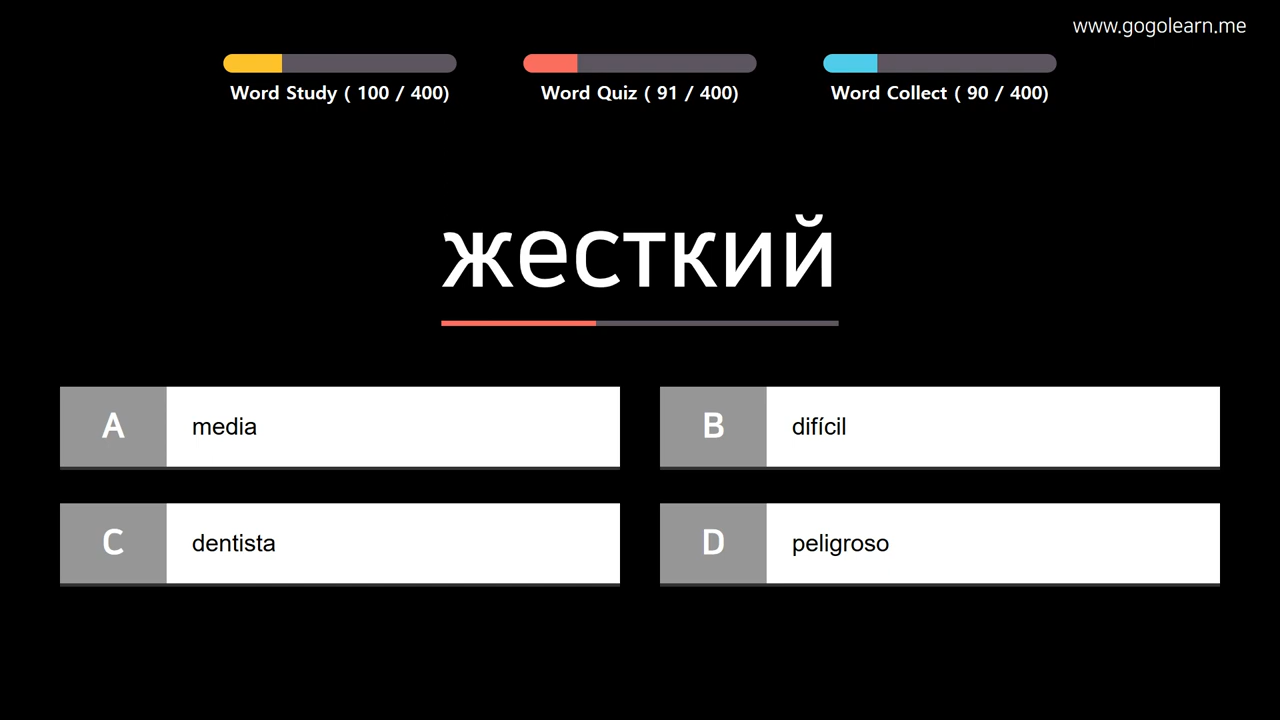 www.gogolearn.me
Word Study ( 100 / 400)
Word Quiz ( 91 / 400)
Word Collect ( 90 / 400)
жесткий
A media
B difícil
C dentista
D peligroso